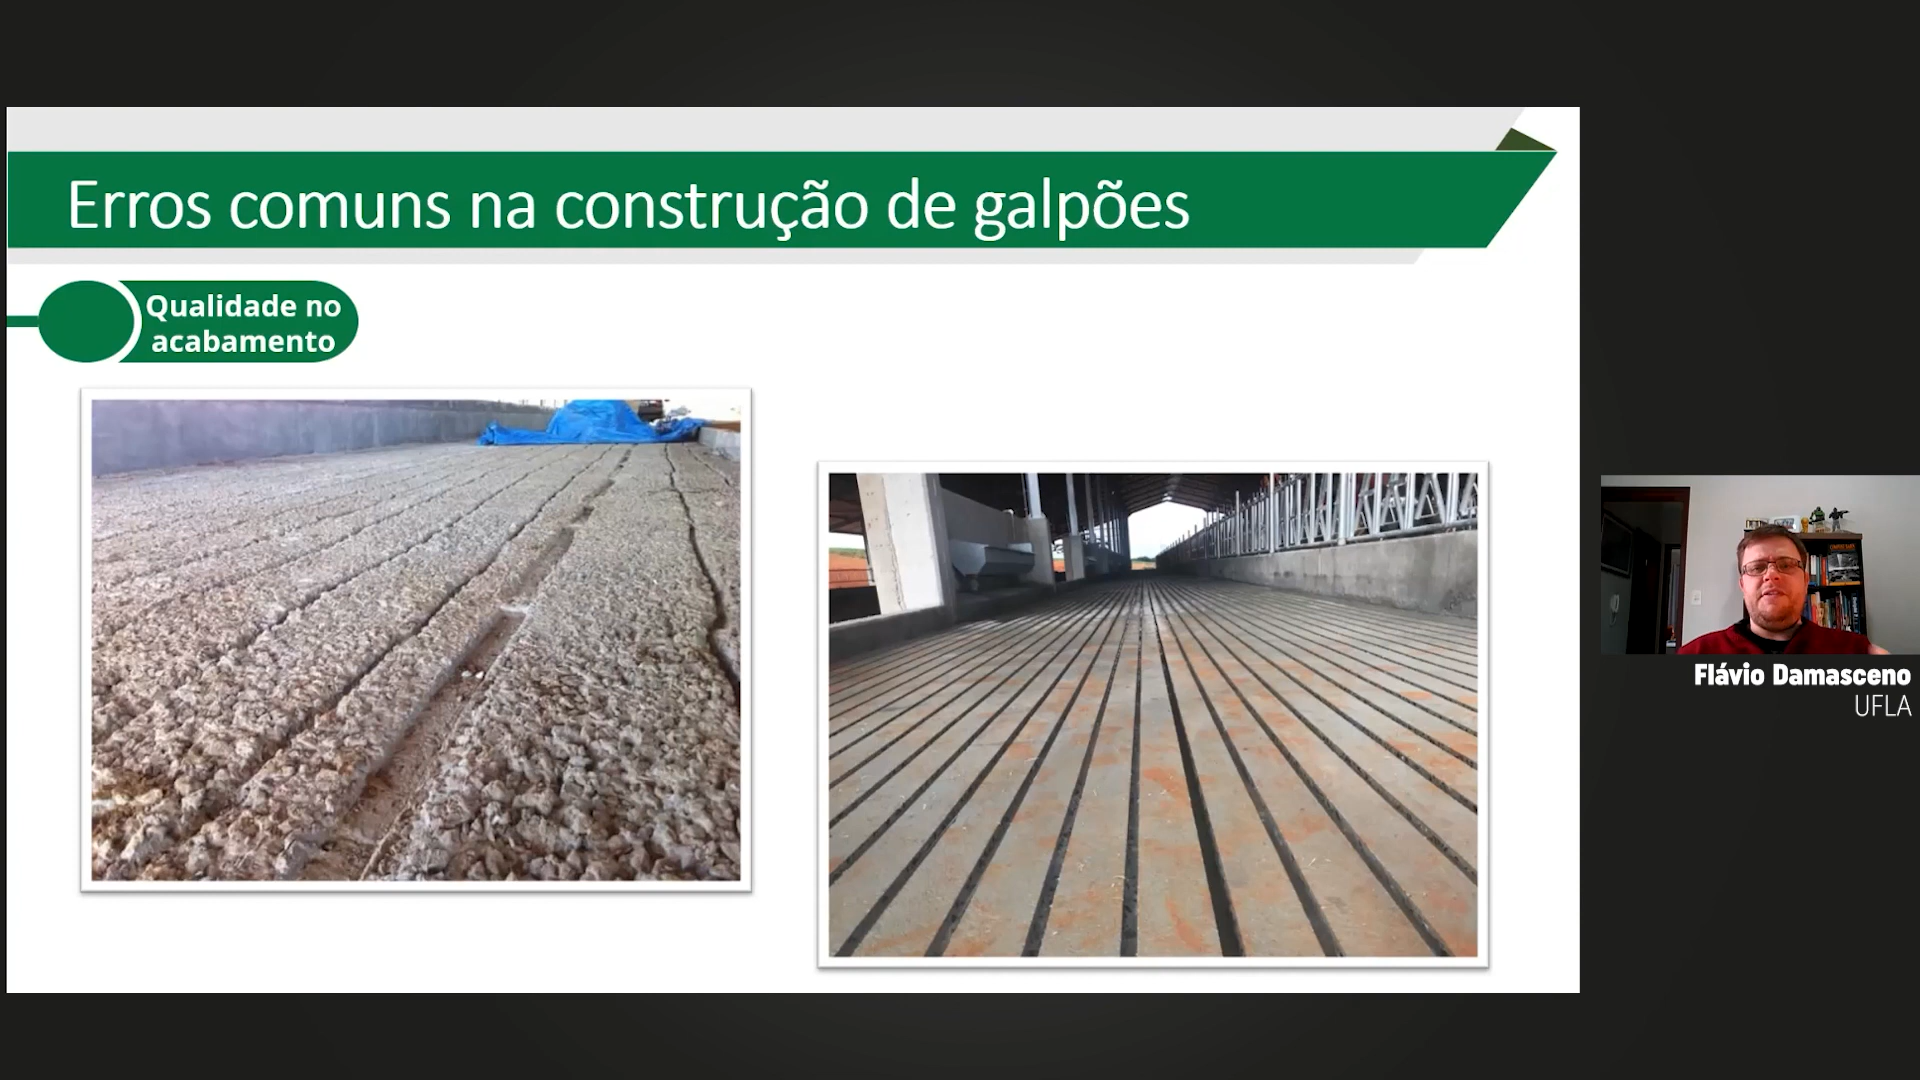 Erros comuns na construção de galpões
Qualidade no
acabamento
Flávio Damasceno
UFLA